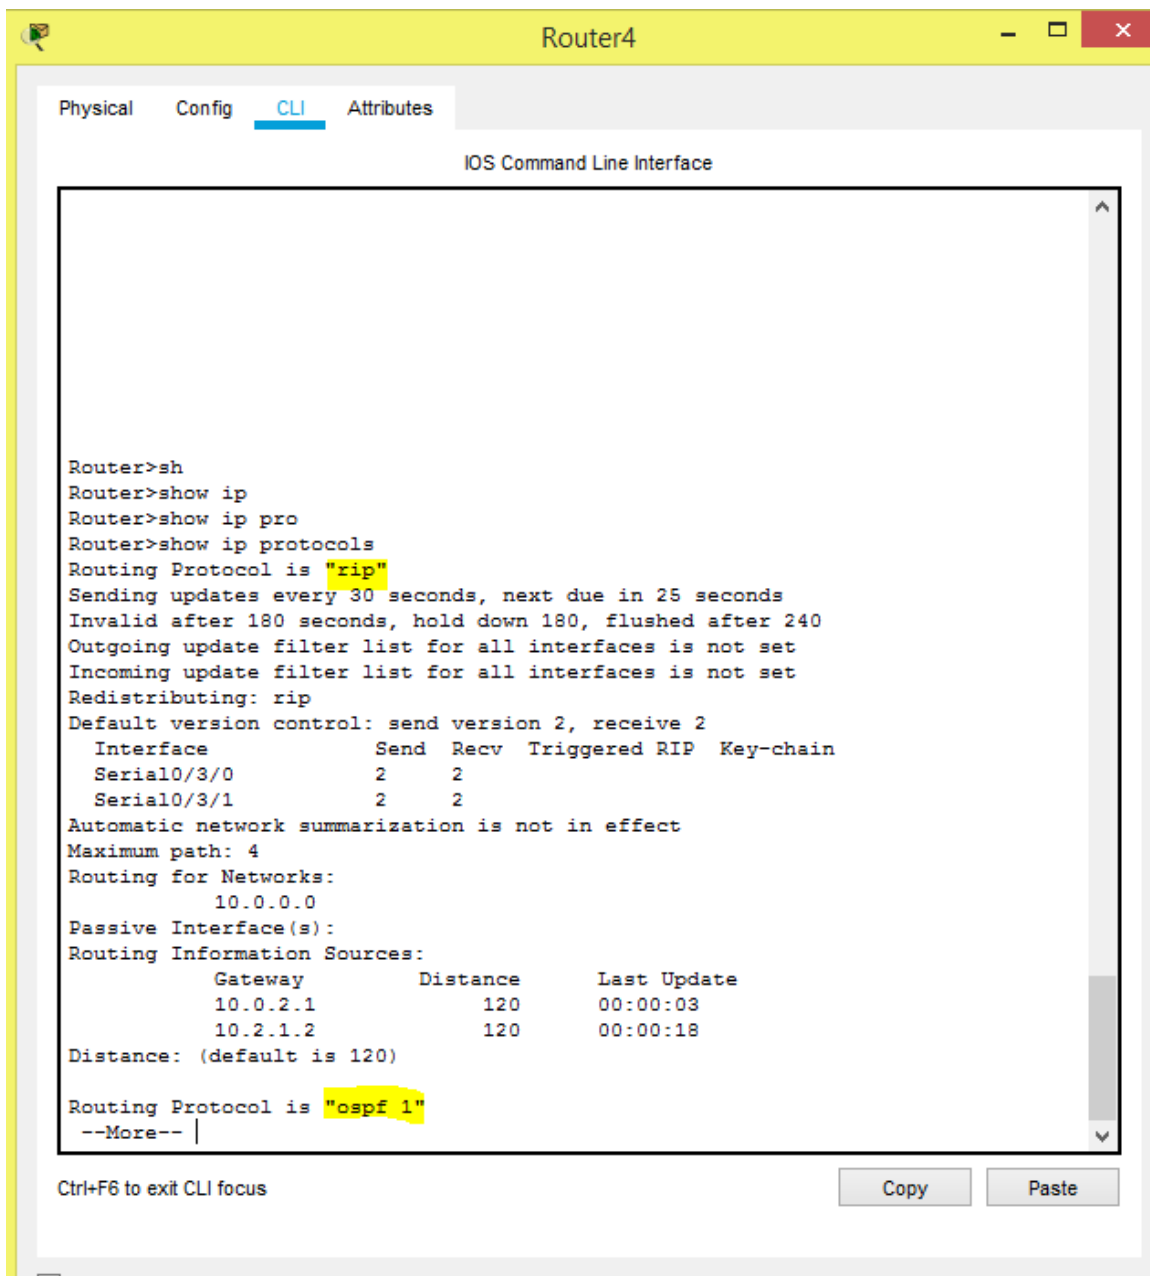 Router4
Physical Config CLI Attributes
IOS Command Line Interface
Router>sh
Router>show ip
Router>show ip pro
Router>show ip protocols
Routing Protocol is "rip"
Sending updates every 30 seconds, next due in 25 seconds
Invalid after 180 seconds, hold down 180, flushed after 240
Outgoing update filter list for all interfaces is not set
Incoming update filter list for all interfaces is not set
Redistributing: rip
Default version control: send version 2, receive 2
Interface Send Recv Triggered RIP Key-chain
Serial0/3/0 2 2
Serial0/3/1 2 2
Automatic network summarization is not in effect
Maximum path: 4
Routing for Networks:
10.0.0.0
Passive Interface(s):
Routing Information Sources:
Gateway Distance Last Update
10.0.2.1 120 00:00:03
10.2.1.2 120 00:00:18
Distance: (default is 120)
Routing Protocol is "ospf 1"
--More--
Ctrl+F6 to exit CLI focus Copy Paste